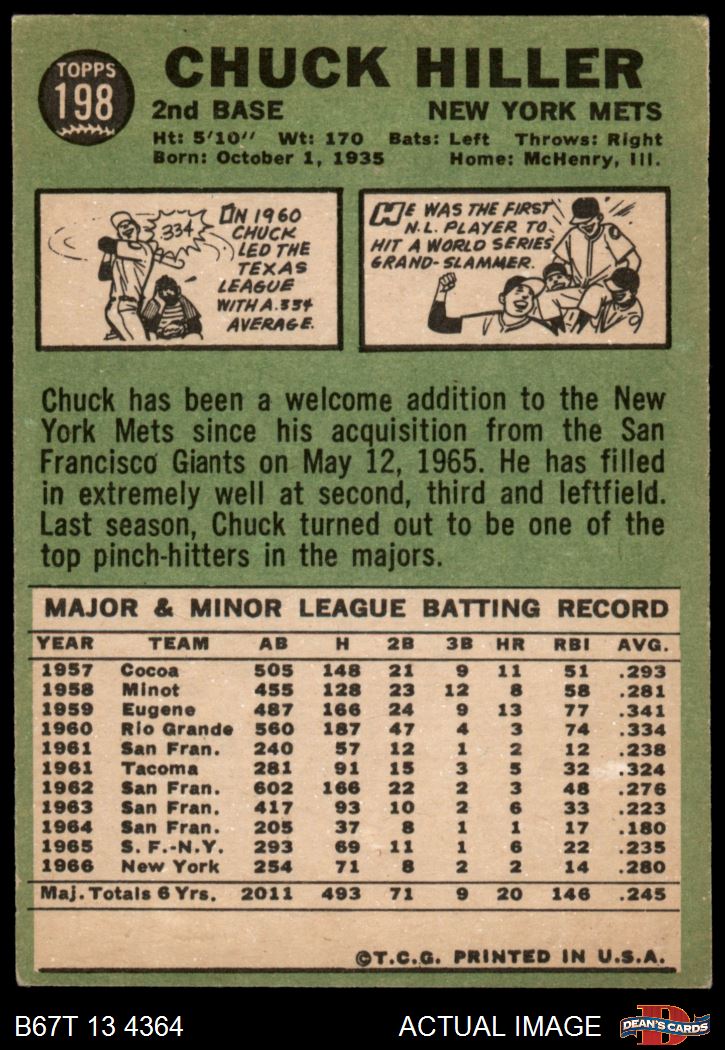 TOPPS
198
CHUCK HILLER
2nd BASE NEW YORK METS
Ht: 5'10" Wt: 170 Bats: Left Throws: Right
Born: October 1, 1935 Home: McHenry, Ill.
.334
IN 1960
CHUCK
LED THE
TEXAS
LEAGUE
WITH A .334
AVERAGE.
HE WAS THE FIRST
N.L. PLAYER TO
HIT A WORLD SERIES
GRAND-SLAMMER.
Chuck has been a welcome addition to the New
York Mets since his acquisition from the San
Francisco Giants on May 12, 1965. He has filled
in extremely well at second, third and leftfield.
Last season, Chuck turned out to be one of the
top pinch-hitters in the majors.
MAJOR & MINOR LEAGUE BATTING RECORD
YEAR TEAM AB H 2B 3B HR RBI AVG.
1957 Cocoa 505 148 21 9 11 51 .293
1958 Minot 455 128 23 12 8 58 .281
1959 Eugene 487 166 24 9 13 77 .341
1960 Rio Grande 560 187 47 4 3 74 .334
1961 San Fran. 240 57 12 1 2 12 .238
1961 Tacoma 281 91 15 3 5 32 .324
1962 San Fran. 602 166 22 2 3 48 .276
1963 San Fran. 417 93 10 2 6 33 .223
1964 San Fran. 205 37 8 1 1 17 .180
1965 S. F.-N.Y. 293 69 11 1 6 22 .235
1966 New York 254 71 8 2 2 14 .280
Maj. Totals 6 Yrs. 2011 493 71 9 20 146 .245
©T.C.G. PRINTED IN U.S.A.
B67T 13 4364 ACTUAL IMAGE
D
DEAN'S CARDS